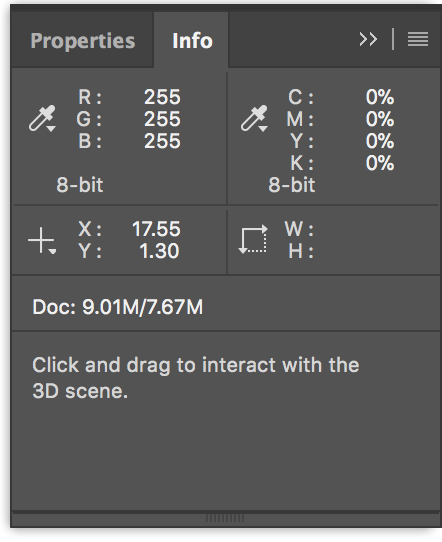 Properties Info
R : 255
G : 255
B : 255
8-bit
C : 0%
M : 0%
Y : 0%
K : 0%
8-bit
X : 17.55
Y : 1.30
W :
H :
Doc: 9.01M/7.67M
Click and drag to interact with the
3D scene.